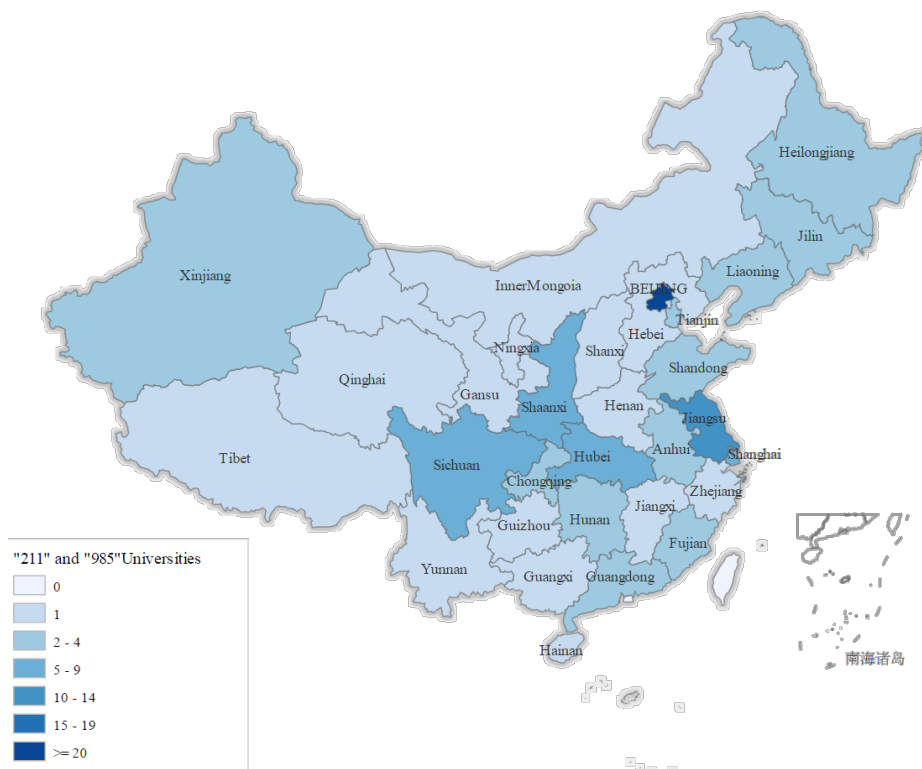 Heilongjiang
Jilin
Liaoning
Xinjiang
InnerMongoia
BEIJING
Tianjin
Hebei
Ningxia
Shanxi
Shandong
Qinghai
Gansu
Shaanxi
Henan
Jiangsu
Tibet
Sichuan
Hubei
Anhui
Shanghai
Chongqing
Zhejiang
Jiangxi
Hunan
Guizhou
Fujian
Yunnan
Guangxi
Guangdong
Hainan
南海诸岛
"211" and "985"Universities
0
1
2 - 4
5 - 9
10 - 14
15 - 19
>= 20